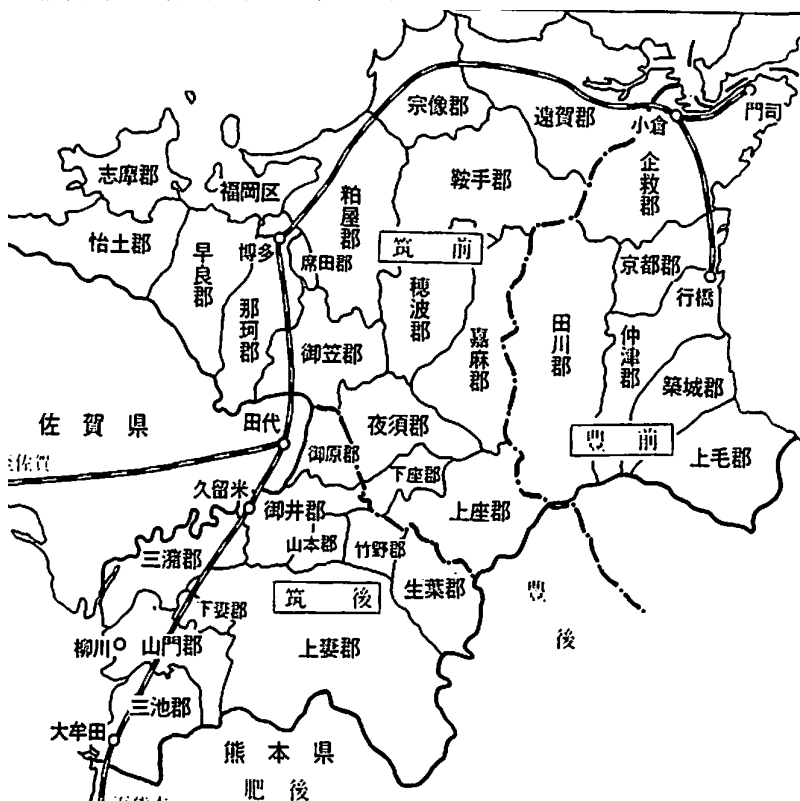 宗像郡
遠賀郡
門司
小倉
企救郡
志摩郡
福岡区
粕屋郡
鞍手郡
怡土郡
早良郡
博多
席田郡
筑前
京都郡
行橋
那珂郡
穂波郡
嘉麻郡
田川郡
仲津郡
御笠郡
築城郡
佐賀県
田代
夜須郡
豊前
上毛郡
至佐賀
御原郡
下座郡
久留米
御井郡
上座郡
山本郡
竹野郡
三潴郡
生葉郡
筑後
豊後
下妻郡
柳川
山門郡
上妻郡
三池郡
大牟田
熊本県
肥後